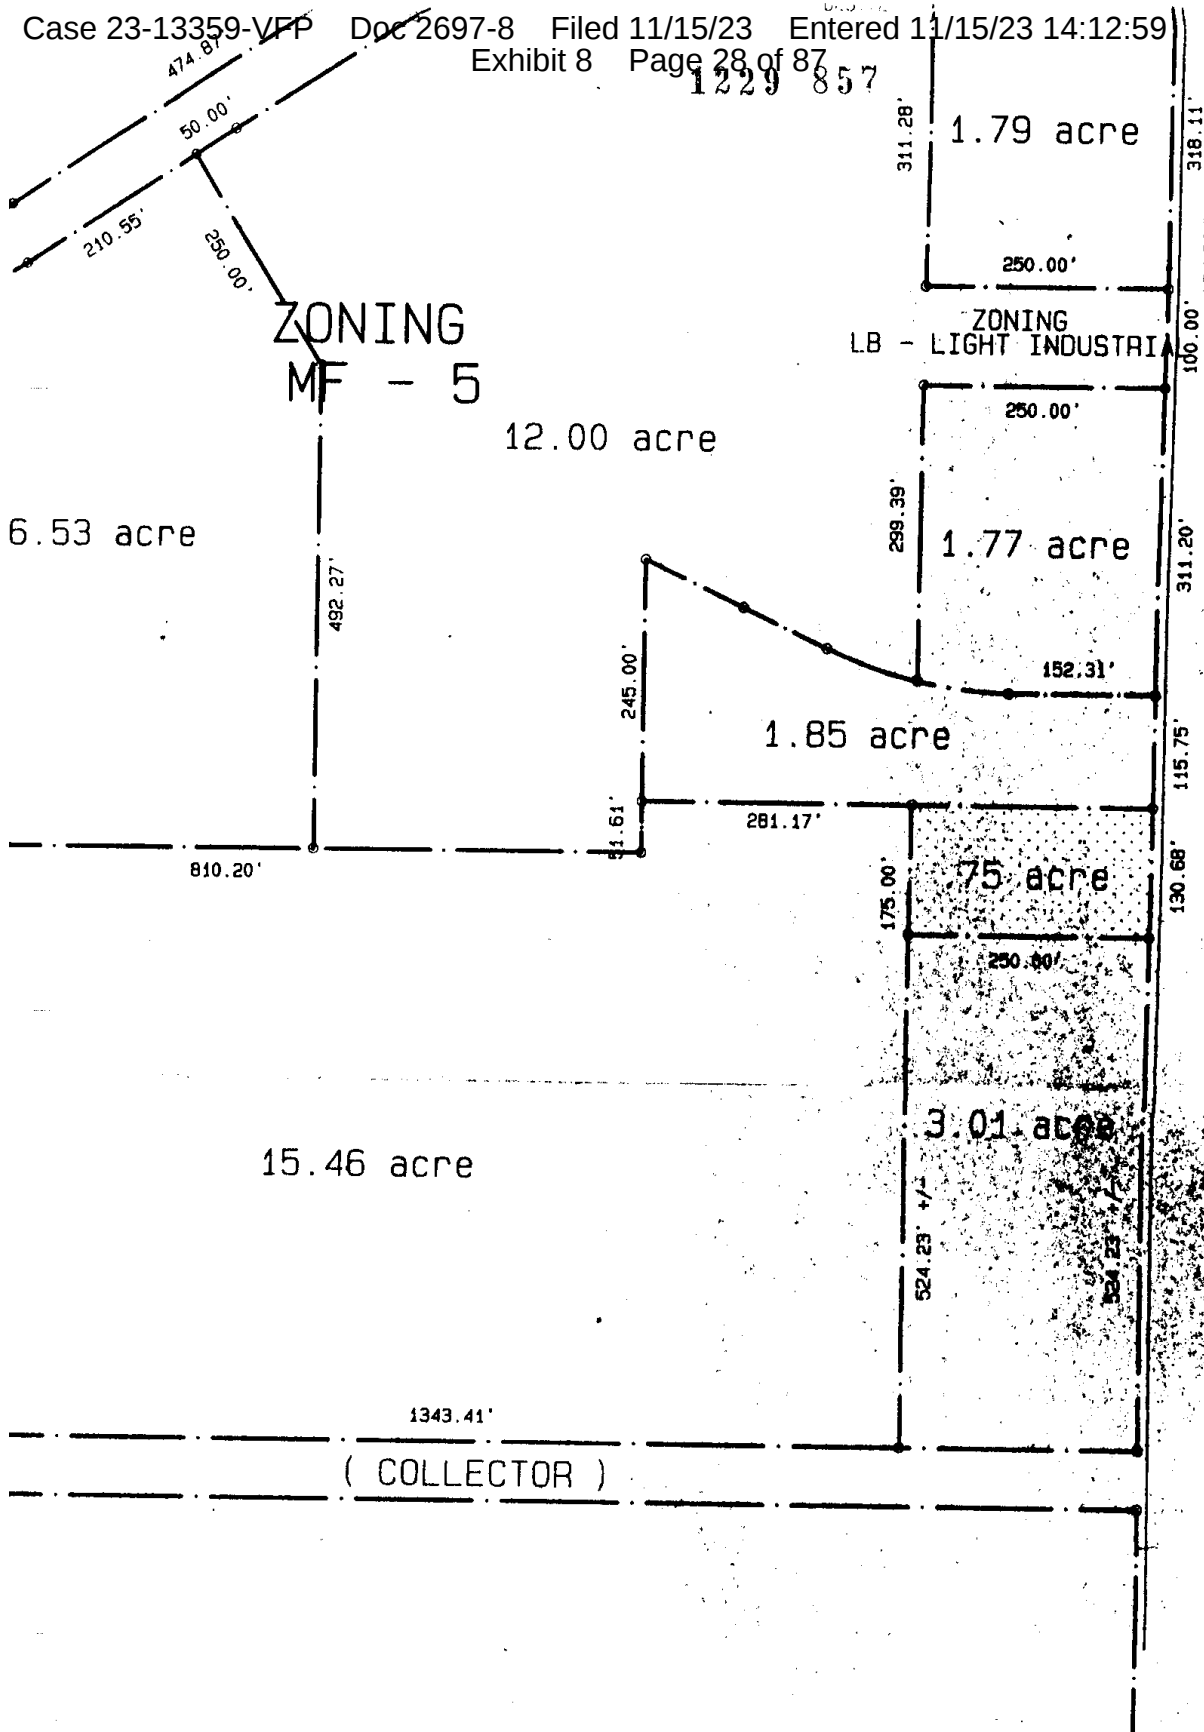 Case 23-13359-VFP Doc 2697-8 Filed 11/15/23 Entered 11/15/23 14:12:59
Exhibit 8 Page 28 of 87
1229 857
474.87'
50.00'
210.55'
250.00'
311.28'
1.79 acre
318.11'
250.00'
ZONING
MF - 5
ZONING
LB - LIGHT INDUSTRIA
100.00'
250.00'
12.00 acre
6.53 acre
299.39'
1.77 acre
311.20'
492.27'
245.00'
152.31'
1.85 acre
115.75'
51.61'
281.17'
810.20'
175.00'
75 acre
130.68'
250.00'
3.01 acre
15.46 acre
524.23' +/-
524.23' +/-
1343.41'
( COLLECTOR )